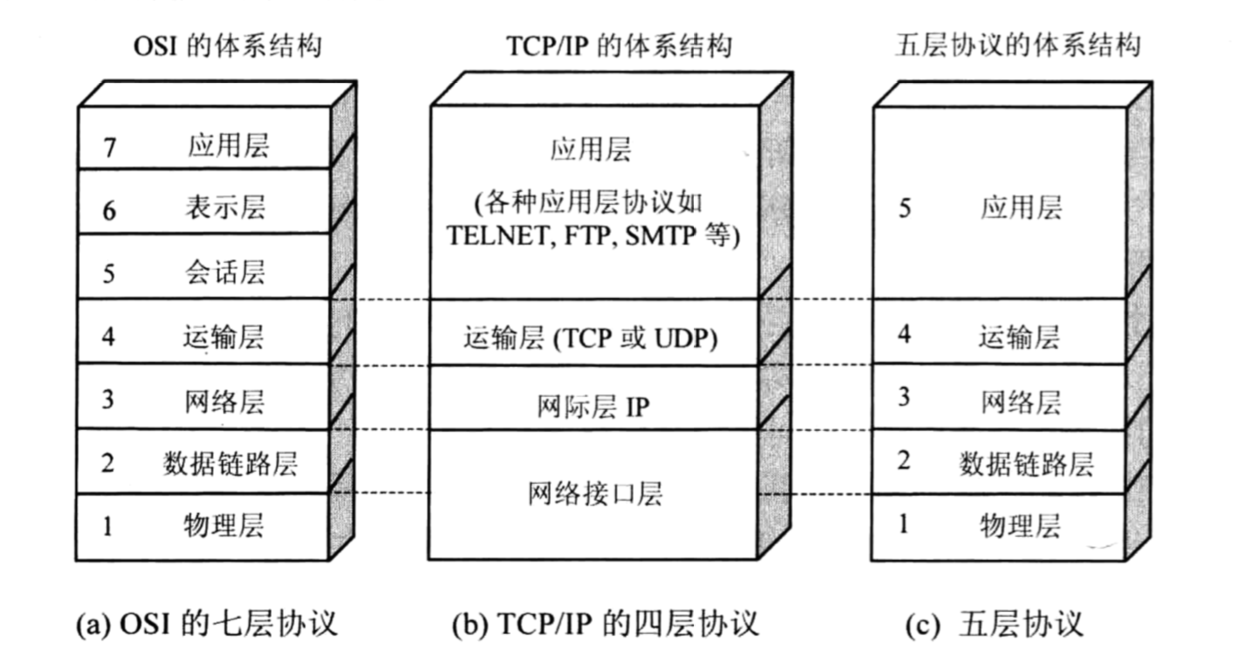 OSI 的体系结构
7 应用层
6 表示层
5 会话层
4 运输层
3 网络层
2 数据链路层
1 物理层
(a) OSI 的七层协议
TCP/IP 的体系结构
应用层
(各种应用层协议如
TELNET, FTP, SMTP 等)
运输层 (TCP 或 UDP)
网际层 IP
网络接口层
(b) TCP/IP 的四层协议
五层协议的体系结构
5 应用层
4 运输层
3 网络层
2 数据链路层
1 物理层
(c) 五层协议